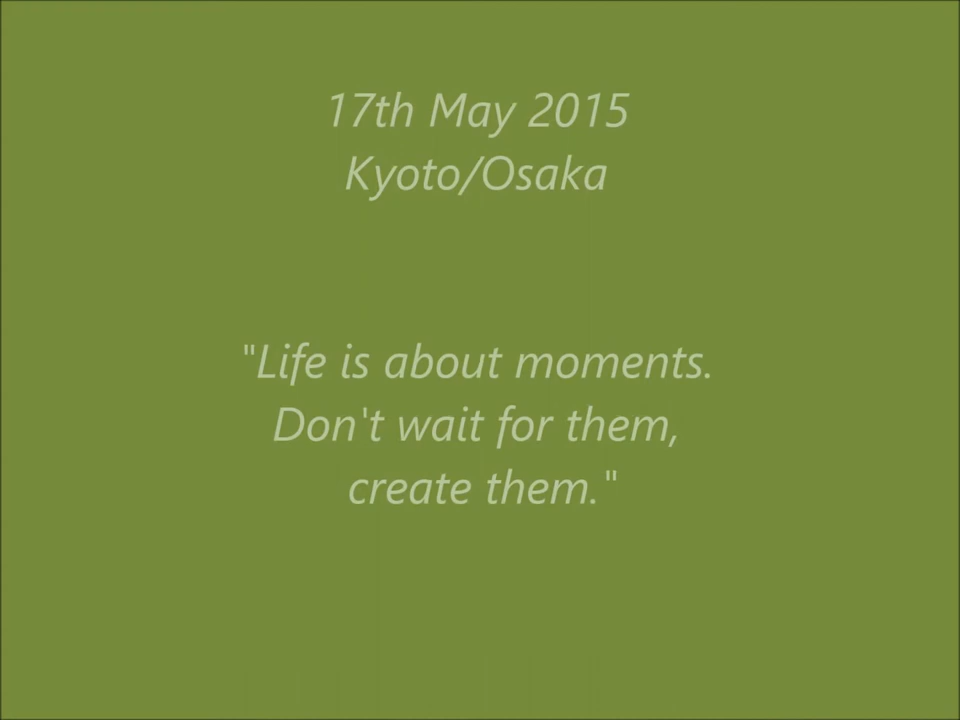 17th May 2015
Kyoto/Osaka
"Life is about moments.
Don't wait for them,
create them."